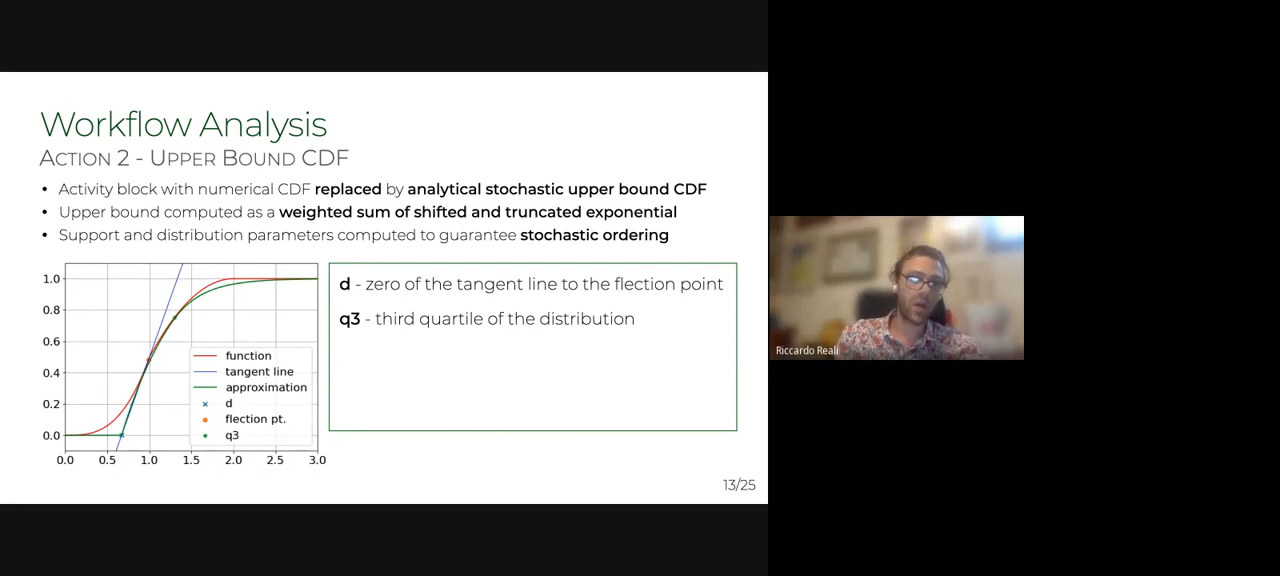 Workflow Analysis
ACTION 2 - UPPER BOUND CDF
• Activity block with numerical CDF replaced by analytical stochastic upper bound CDF
• Upper bound computed as a weighted sum of shifted and truncated exponential
• Support and distribution parameters computed to guarantee stochastic ordering
1.0
0.8
0.6
0.4
0.2
0.0
0.0 0.5 1.0 1.5 2.0 2.5 3.0
function
tangent line
approximation
d
flection pt.
q3
d - zero of the tangent line to the flection point
q3 - third quartile of the distribution
13/25
Riccardo Reali